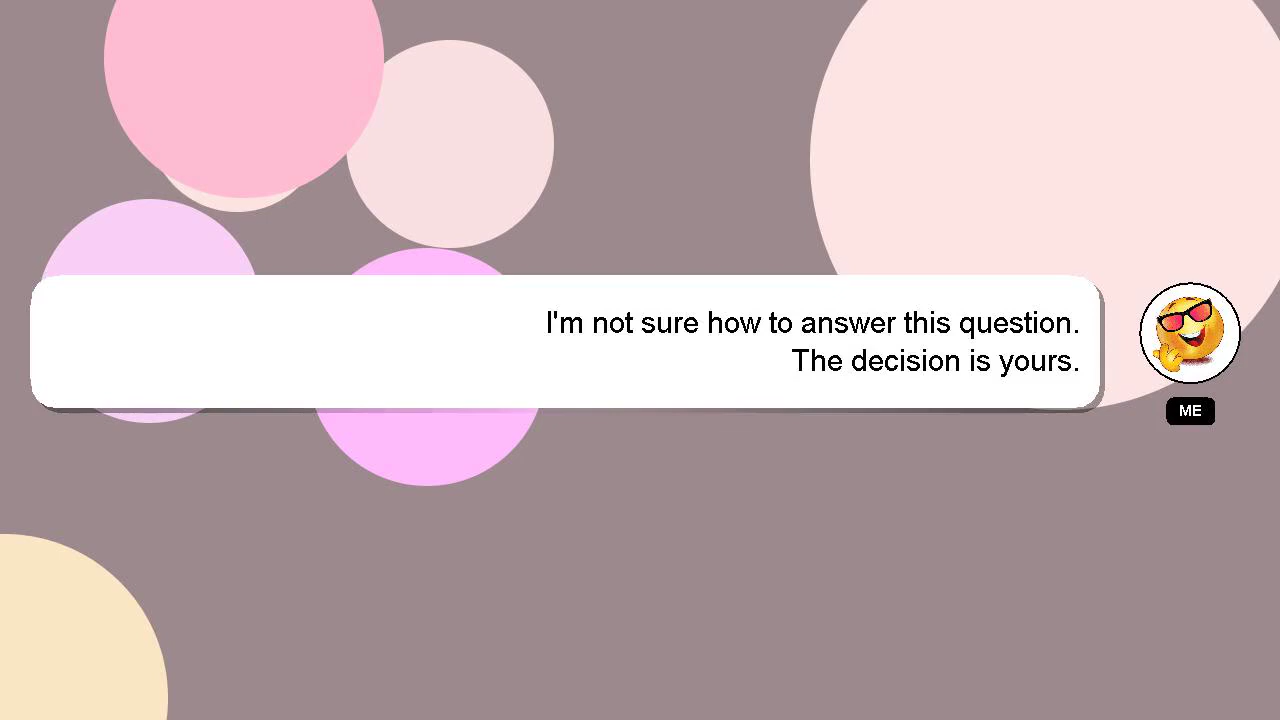 I'm not sure how to answer this question.
The decision is yours.
ME